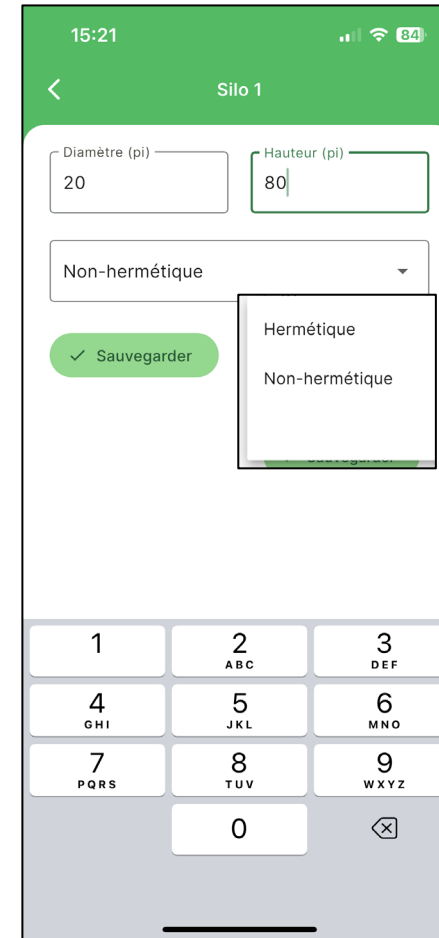 15:21 84
Silo 1
Diamètre (pi) Hauteur (pi)
20 80
Non-hermétique
Hermétique
Sauvegarder
Non-hermétique
Sauvegarder
1 2 3
ABC DEF
4 5 6
GHI JKL MNO
7 8 9
PQRS TUV WXYZ
0